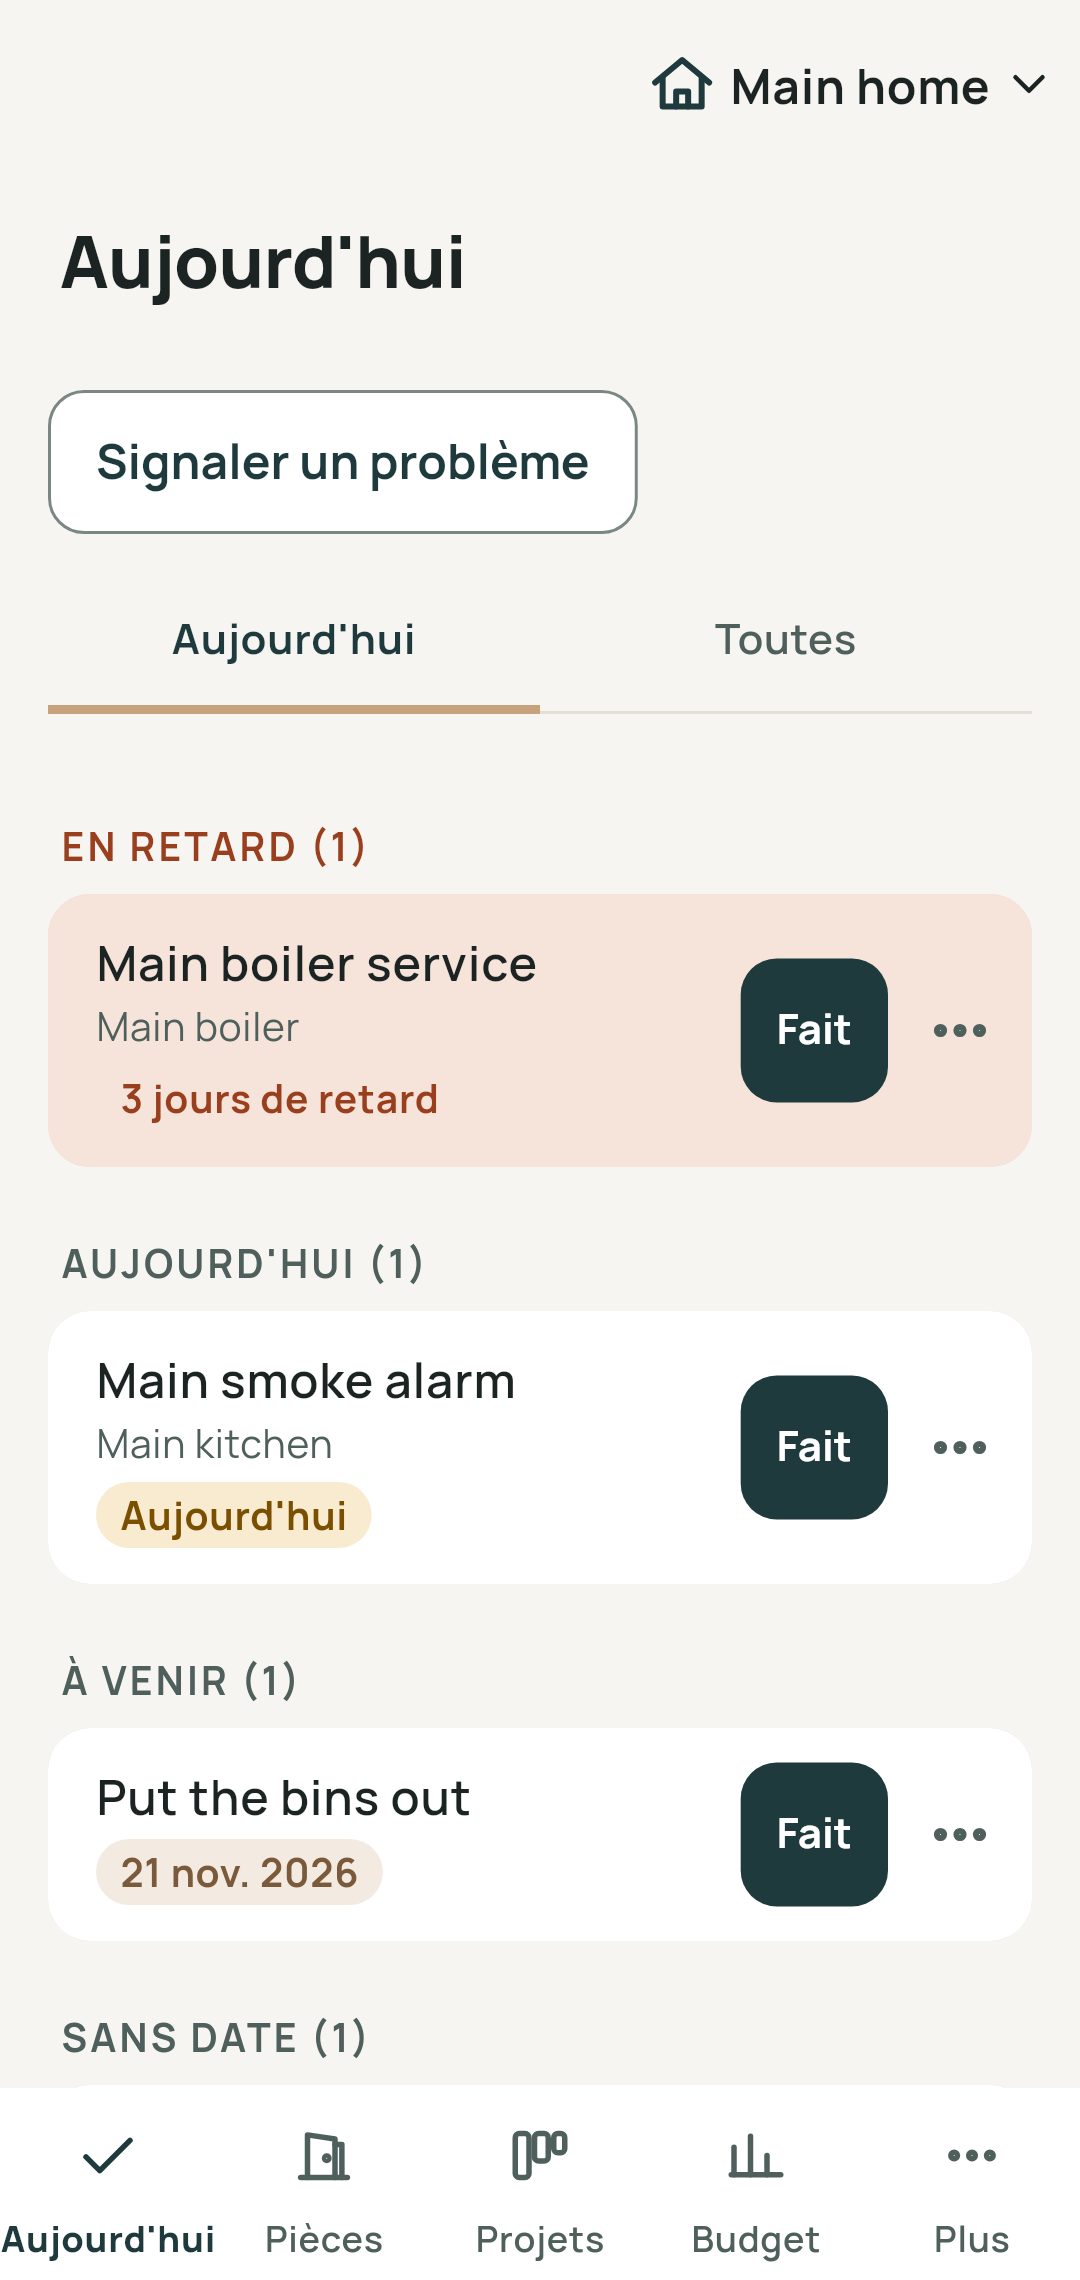 Main home
Aujourd'hui
Signaler un problème
Aujourd'hui
Toutes
EN RETARD (1)
Main boiler service
Main boiler
3 jours de retard
Fait
AUJOURD'HUI (1)
Main smoke alarm
Main kitchen
Aujourd'hui
Fait
À VENIR (1)
Put the bins out
21 nov. 2026
Fait
SANS DATE (1)
Aujourd'hui
Pièces
Projets
Budget
Plus